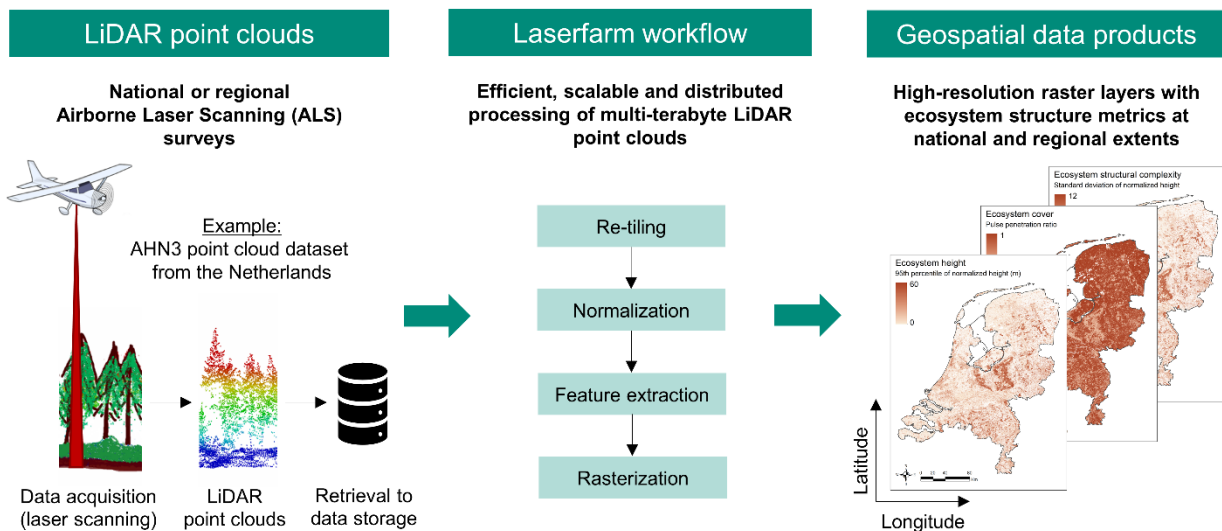 LiDAR point clouds
National or regional
Airborne Laser Scanning (ALS)
surveys
Example:
AHN3 point cloud dataset
from the Netherlands
Data acquisition
(laser scanning)
LiDAR
point clouds
Retrieval to
data storage
Laserfarm workflow
Efficient, scalable and distributed
processing of multi-terabyte LiDAR
point clouds
Re-tiling
Normalization
Feature extraction
Rasterization
Geospatial data products
High-resolution raster layers with
ecosystem structure metrics at
national and regional extents
Ecosystem structural complexity
Standard deviation of normalized height
12
Ecosystem cover
Pulse penetration ratio
1
Ecosystem height
95th percentile of normalized height (m)
60
0
Latitude
Longitude